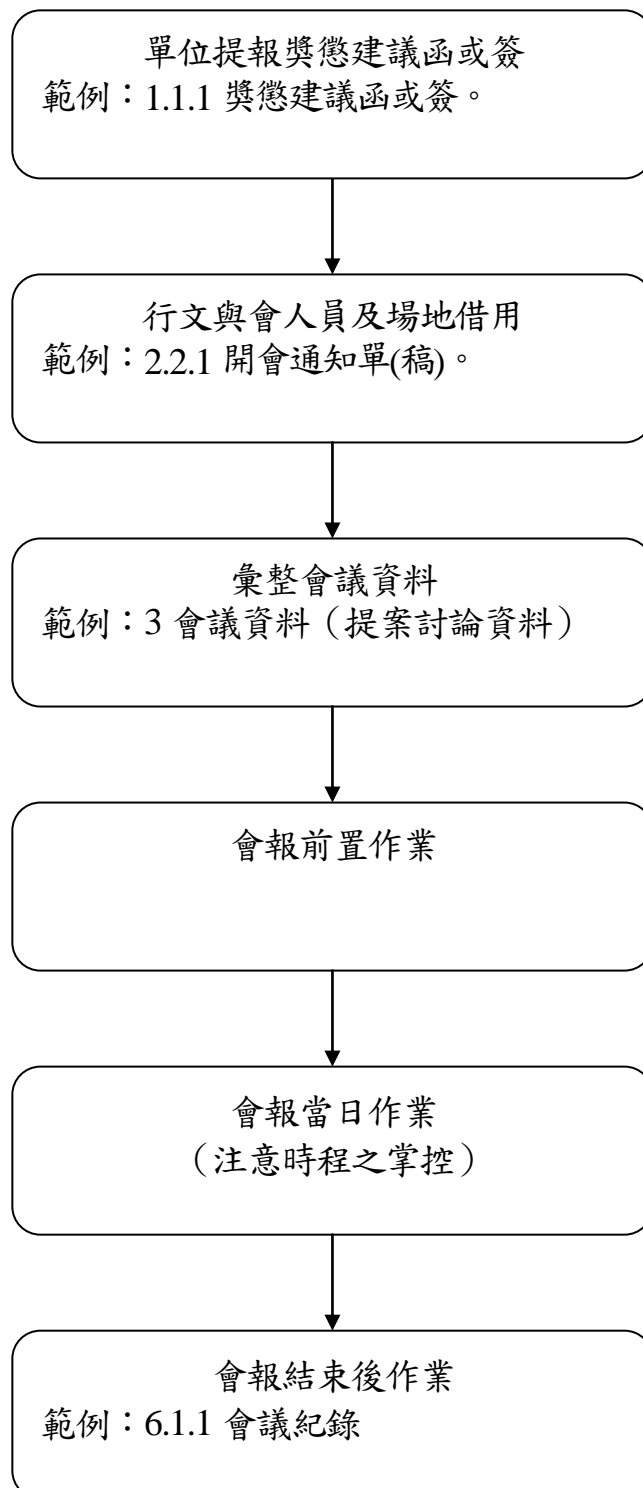 單位提報獎懲建議函或簽
範例：1.1.1 獎懲建議函或簽。
行文與會人員及場地借用
範例：2.2.1 開會通知單(稿)。
彙整會議資料
範例：3 會議資料（提案討論資料）
會報前置作業
會報當日作業
（注意時程之掌控）
會報結束後作業
範例：6.1.1 會議紀錄